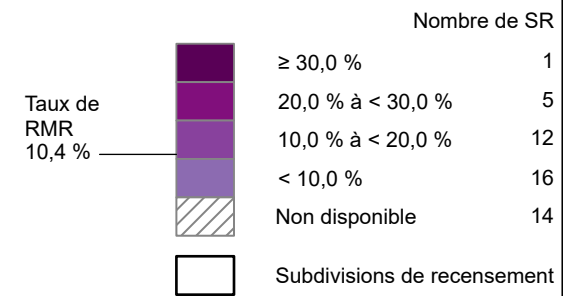 Nombre de SR
≥ 30,0 % 1
20,0 % à < 30,0 % 5
Taux de
RMR
10,4 %
10,0 % à < 20,0 % 12
< 10,0 % 16
Non disponible 14
Subdivisions de recensement